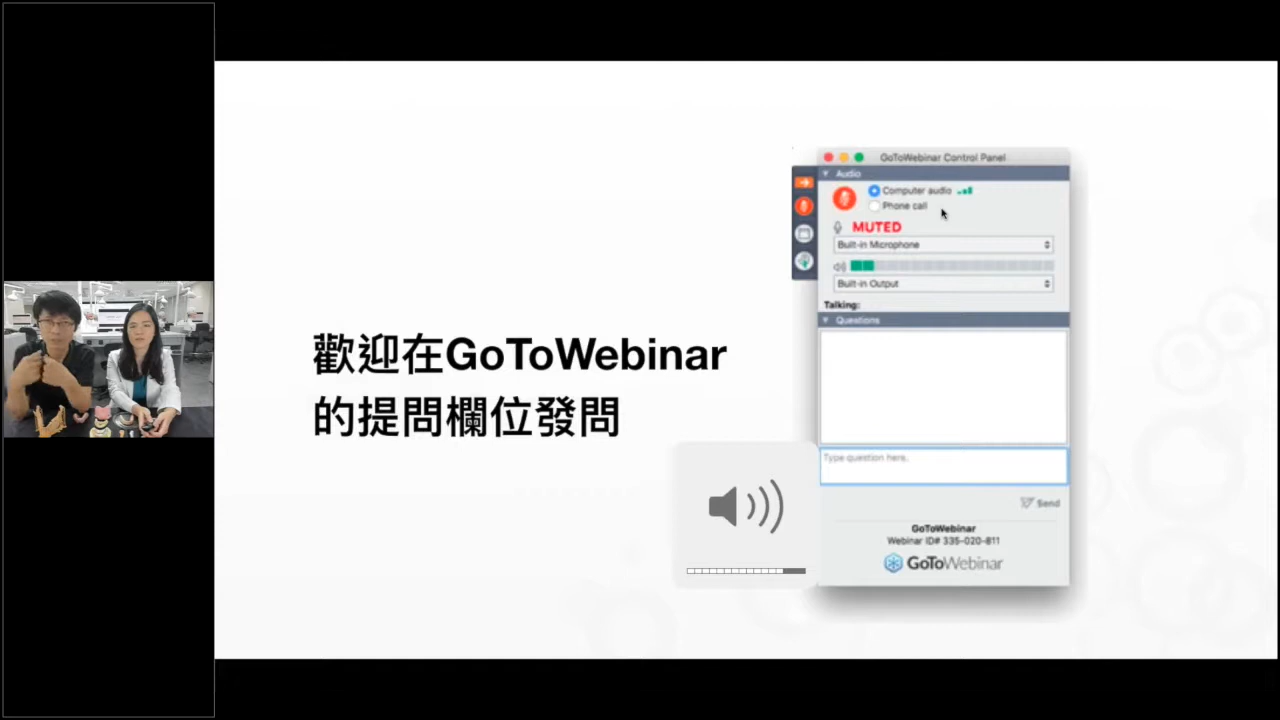 歡迎在GoToWebinar
的提問欄位發問
GoToWebinar Control Panel
Audio
Computer audio
Phone call
MUTED
Built-in Microphone
Built-in Output
Talking:
Questions
Type question here.
Send
GoToWebinar
Webinar ID# 335-020-811
GoToWebinar